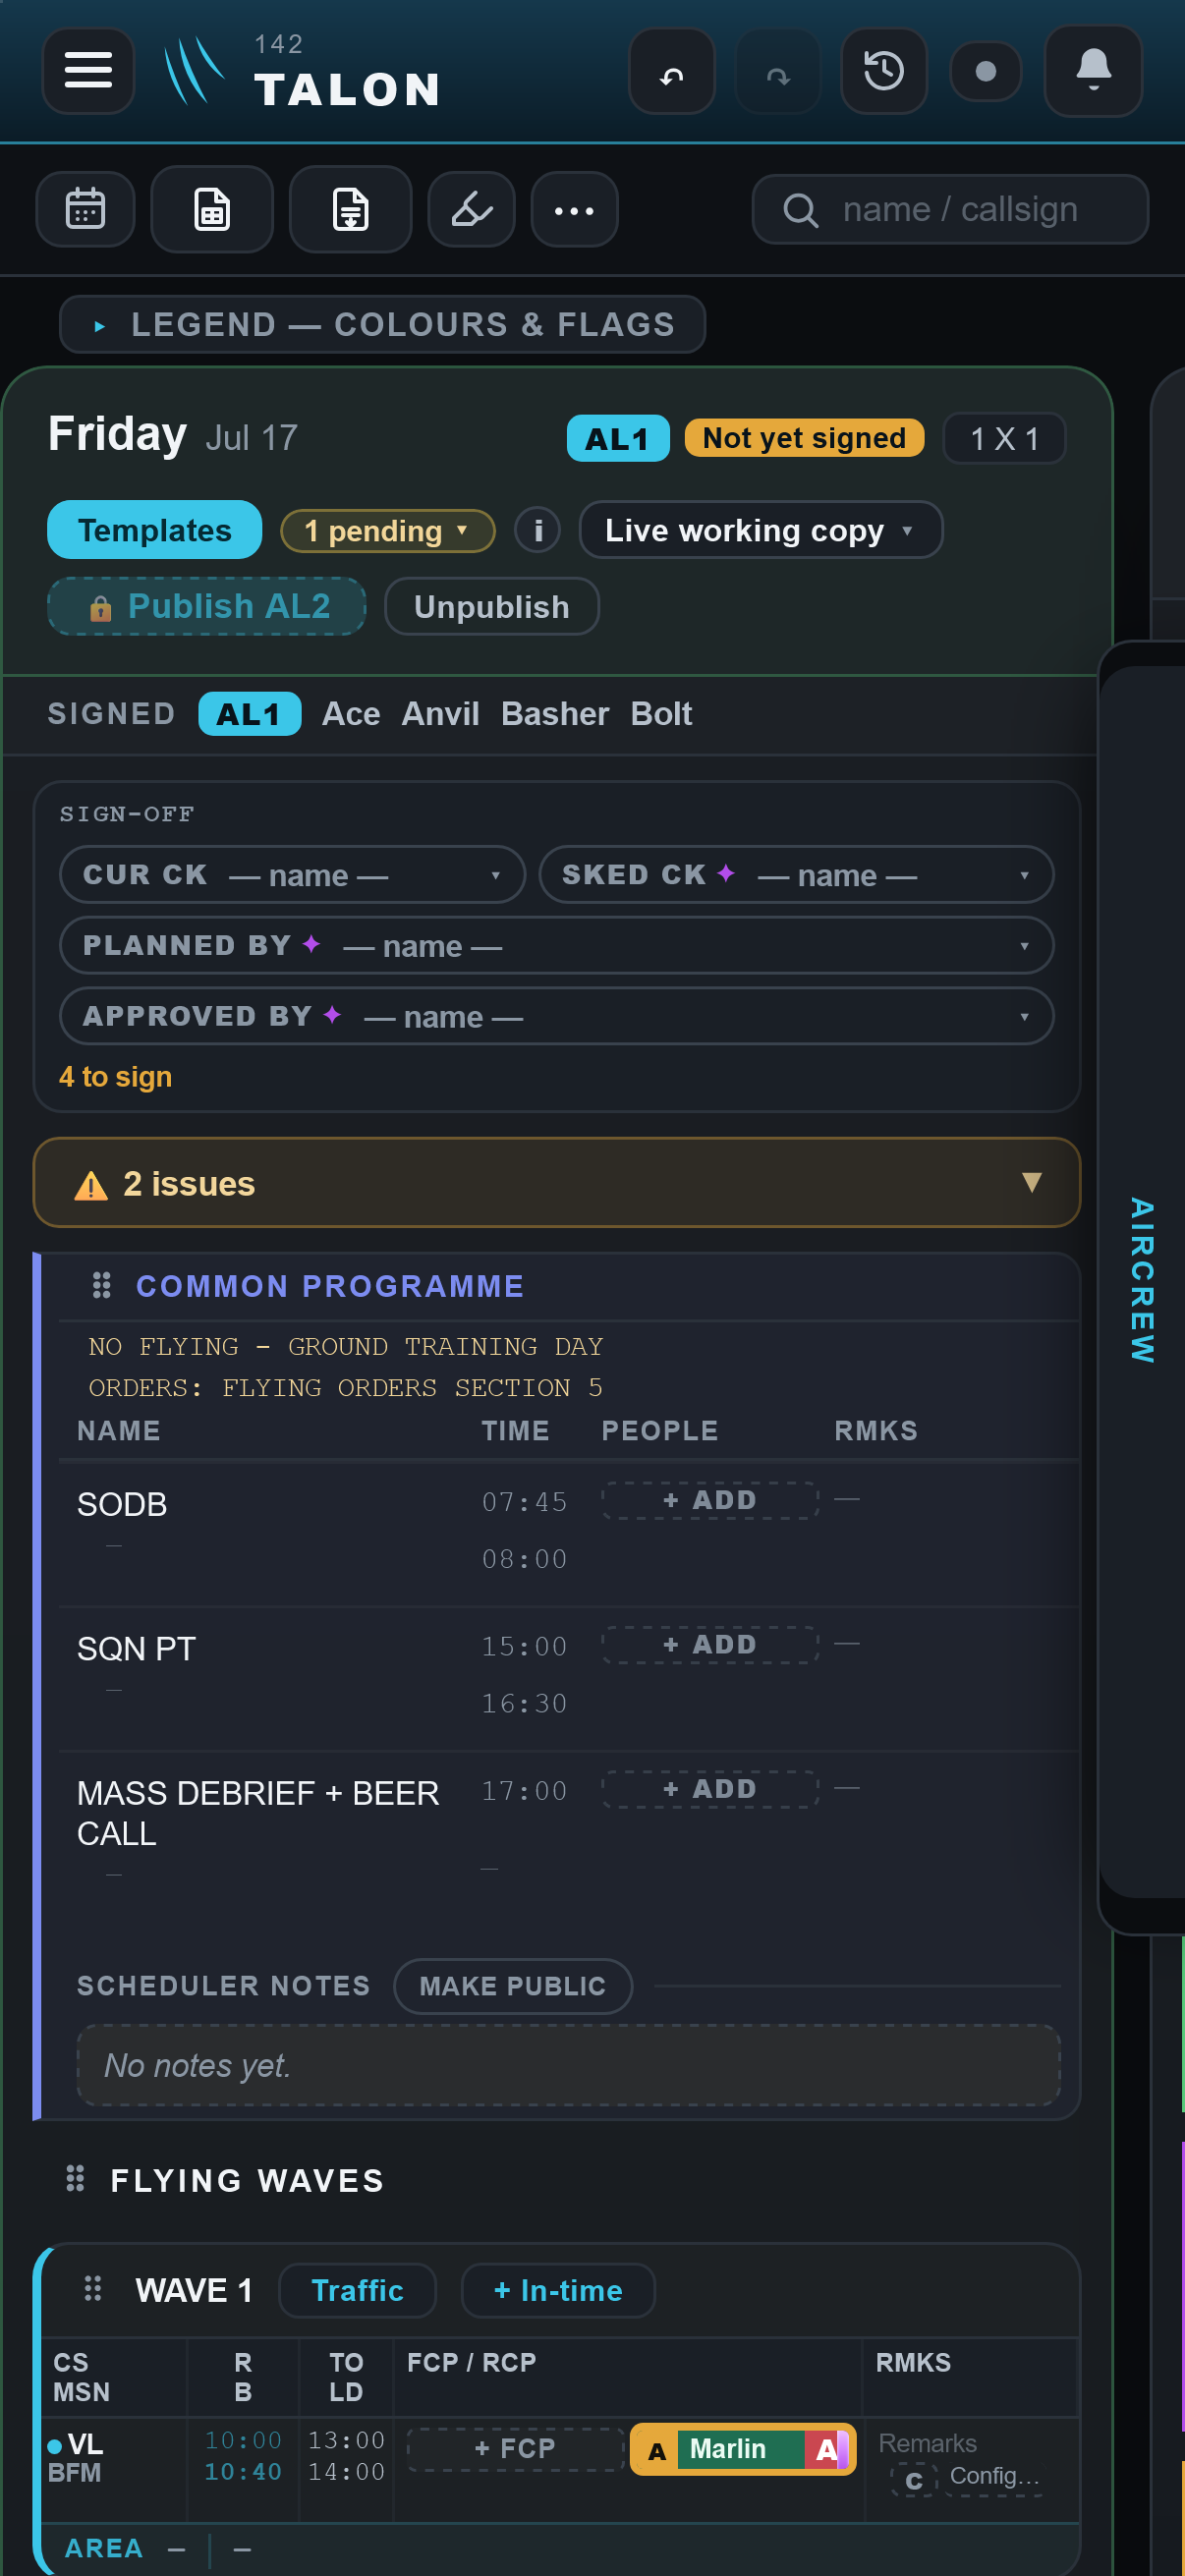 142
TALON
name / callsign
▸ LEGEND — COLOURS & FLAGS
Friday Jul 17 AL1 Not yet signed 1 X 1
Templates 1 pending ▾ i Live working copy ▾
🔒 Publish AL2 Unpublish
SIGNED AL1 Ace Anvil Basher Bolt
SIGN-OFF
CUR CK — name — ▾ SKED CK ✦ — name — ▾
PLANNED BY ✦ — name — ▾
APPROVED BY ✦ — name — ▾
4 to sign
⚠️ 2 issues ▼
AIRCREW
COMMON PROGRAMME
NO FLYING - GROUND TRAINING DAY
ORDERS: FLYING ORDERS SECTION 5
NAME TIME PEOPLE RMKS
SODB 07:45 + ADD —
— 08:00
SQN PT 15:00 + ADD —
— 16:30
MASS DEBRIEF + BEER 17:00 + ADD —
CALL
— —
SCHEDULER NOTES MAKE PUBLIC
No notes yet.
FLYING WAVES
WAVE 1 Traffic + In-time
CS R TO FCP / RCP RMKS
MSN B LD
VL 10:00 13:00 + FCP A Marlin A Remarks
BFM 10:40 14:00 C Config...
AREA — —